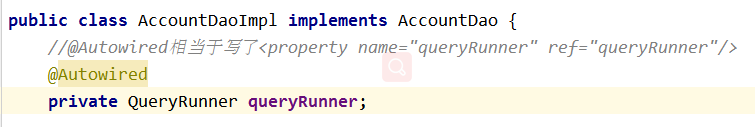 public class AccountDaoImpl implements AccountDao {
//@Autowired相当于写了<property name="queryRunner" ref="queryRunner"/>
@Autowired
private QueryRunner queryRunner;